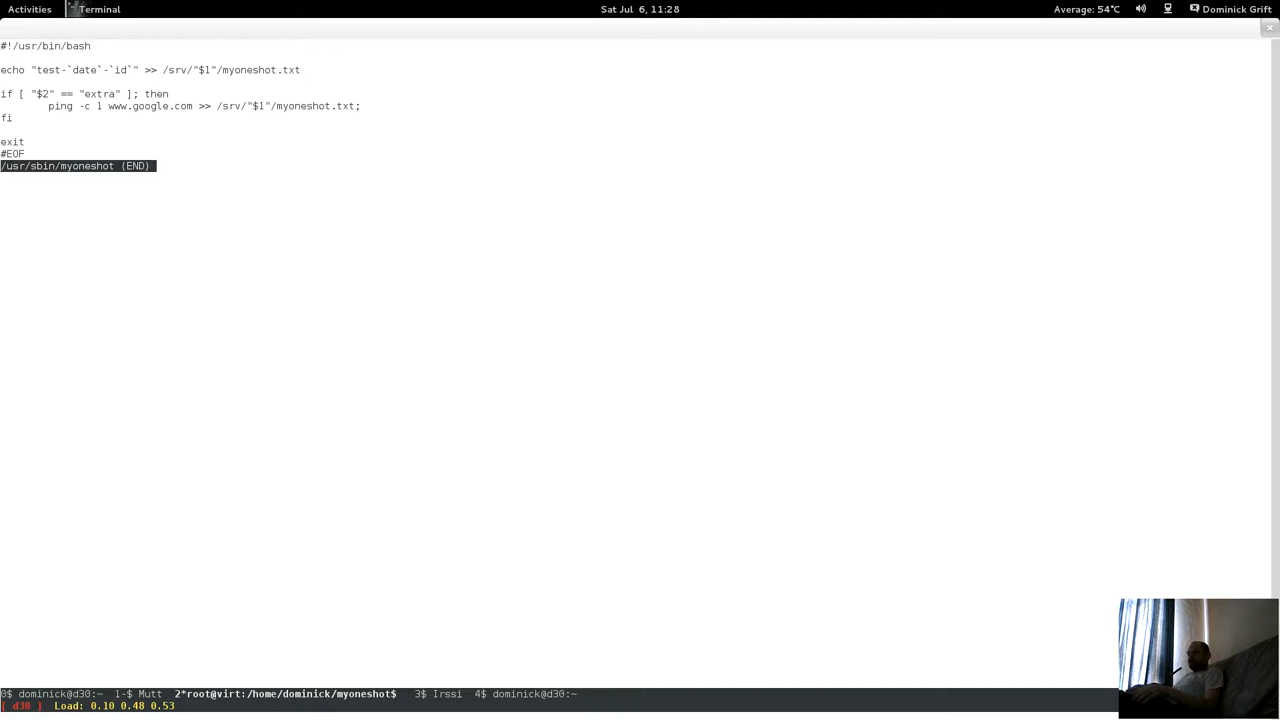 Activities Terminal Sat Jul 6, 11:28 Average: 54°C Dominick Grift
#!/usr/bin/bash
echo "test-`date`-`id`" >> /srv/"$1"/myoneshot.txt
if [ "$2" == "extra" ]; then
ping -c 1 www.google.com >> /srv/"$1"/myoneshot.txt;
fi
exit
#EOF
/usr/sbin/myoneshot (END)
0$ dominick@d30:~ 1-$ Mutt 2*root@virt:/home/dominick/myoneshot$ 3$ Irssi 4$ dominick@d30:~
[ d30 ] Load: 0.10 0.48 0.53